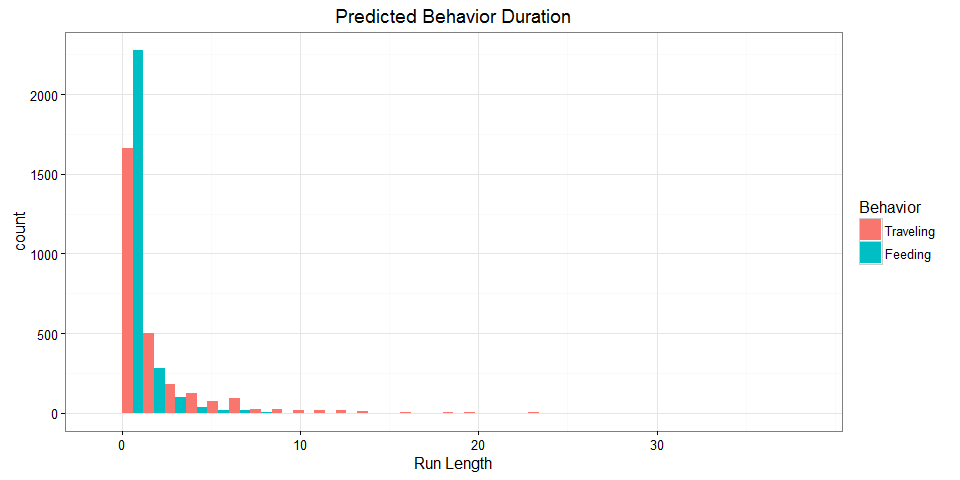 Predicted Behavior Duration
count
2000
1500
1000
500
0
0 10 20 30
Run Length
Behavior
Traveling
Feeding